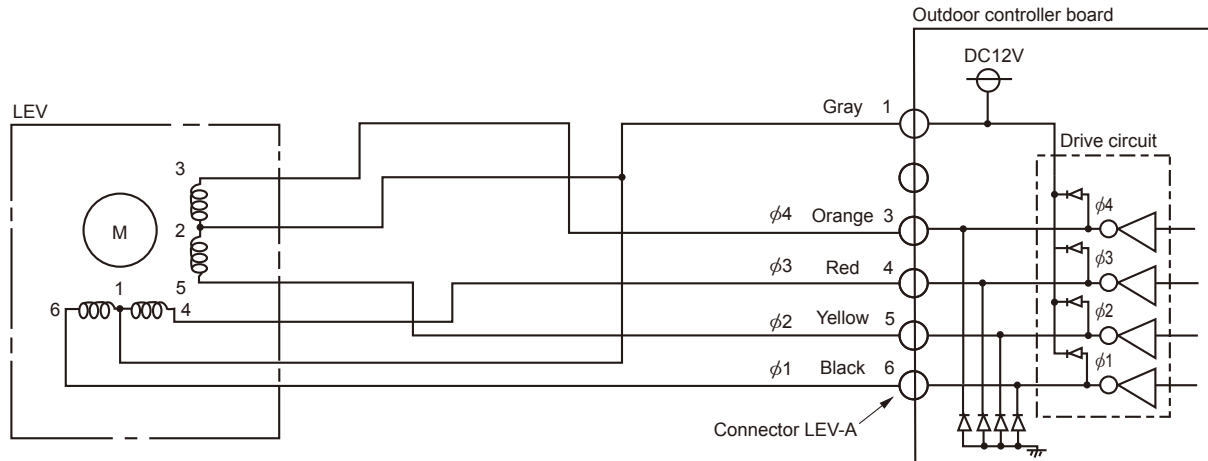 Outdoor controller board
DC12V
LEV
Gray 1
Drive circuit
3
ϕ4 Orange 3
ϕ4
M
2
ϕ3 Red 4
ϕ3
5
1
6
4
ϕ2 Yellow 5
ϕ2
ϕ1 Black 6
ϕ1
Connector LEV-A